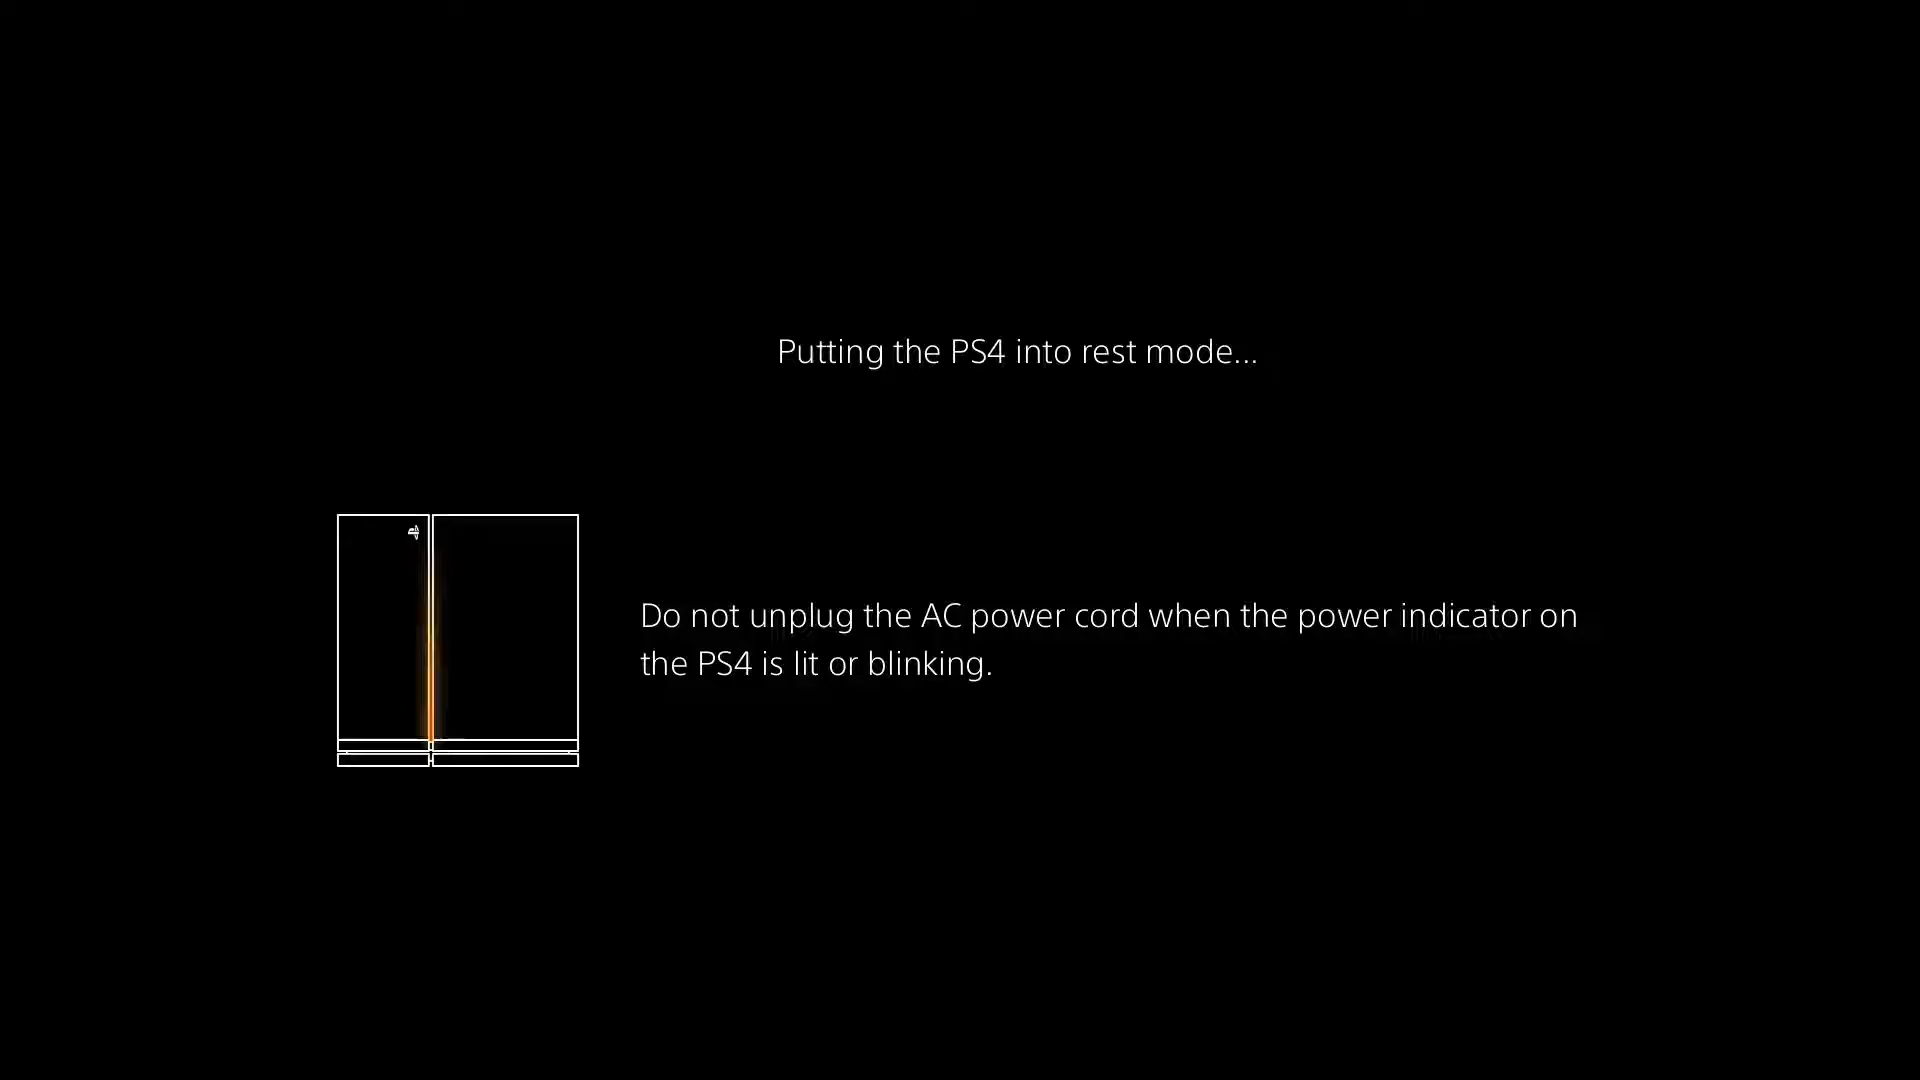 Putting the PS4 into rest mode...
Do not unplug the AC power cord when the power indicator on
the PS4 is lit or blinking.